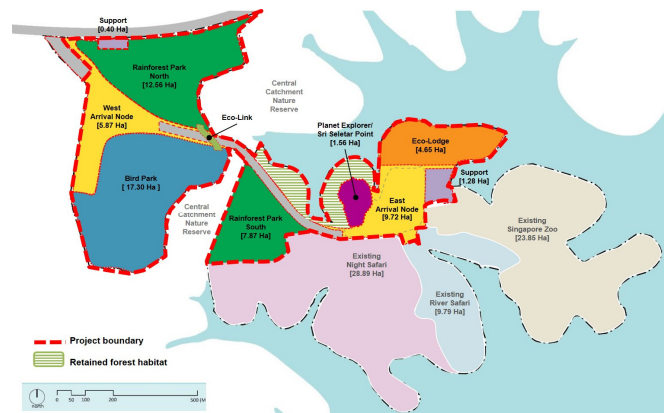 Support
[0.40 Ha]
Rainforest Park
North
[12.56 Ha]
Central
Catchment
Nature
Reserve
West
Arrival Node
[5.87 Ha]
Eco-Link
Planet Explorer/
Sri Seletar Point
[1.56 Ha]
Eco-Lodge
[4.65 Ha]
Support
[1.28 Ha]
Bird Park
[ 17.30 Ha]
Central
Catchment
Nature
Reserve
Rainforest Park
South
[7.87 Ha]
East
Arrival Node
[9.72 Ha]
Existing
Singapore Zoo
[23.85 Ha]
Existing
Night Safari
[28.89 Ha]
Existing
River Safari
[9.79 Ha]
Project boundary
Retained forest habitat
north
0 50 100 200 500 (M